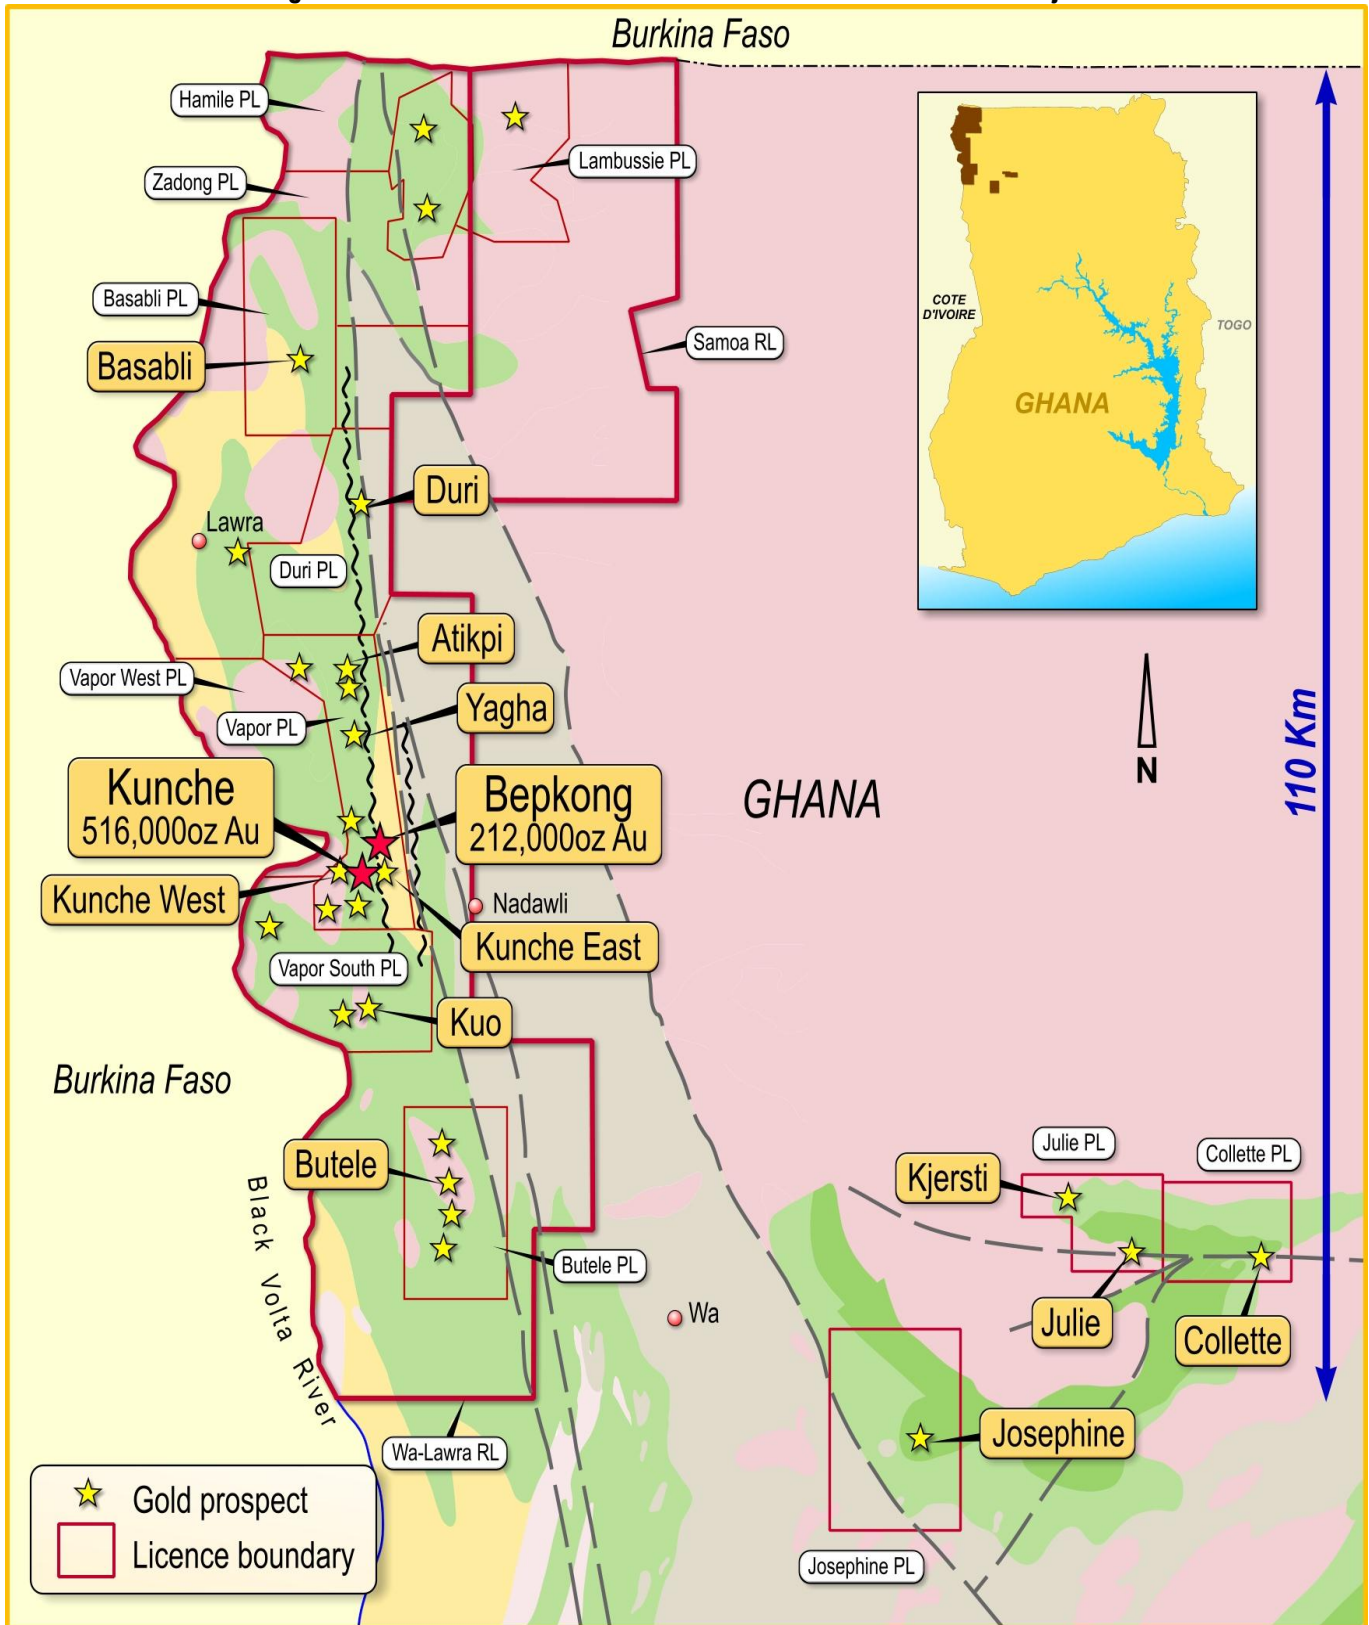 Burkina Faso
Hamile PL
Lambussie PL
Zadong PL
Basabli PL
Samoa RL
Basabli
COTE
D'IVOIRE
TOGO
GHANA
Duri
Lawra
Duri PL
Atikpi
Vapor West PL
Yagha
Vapor PL
Kunche
516,000oz Au
Bepkong
212,000oz Au
GHANA
N
110 Km
Kunche West
Nadawli
Kunche East
Vapor South PL
Kuo
Burkina Faso
Butele
Black Volta River
Butele PL
Julie PL
Collette PL
Kjersti
Julie
Collette
Wa
Josephine
Wa-Lawra RL
Josephine PL
Gold prospect
Licence boundary